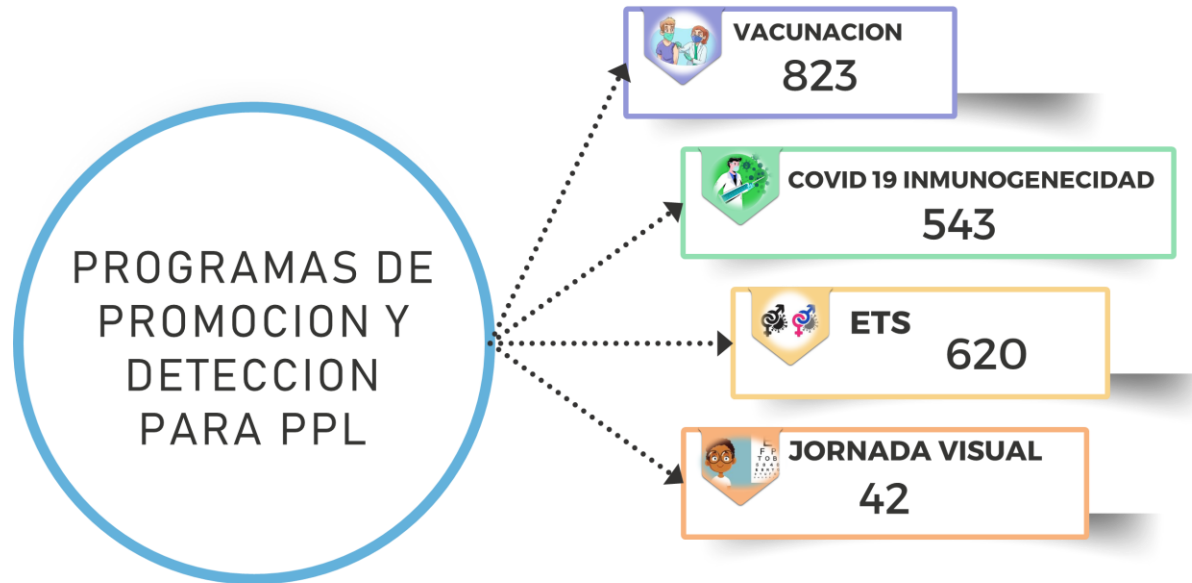 PROGRAMAS DE
PROMOCION Y
DETECCION
PARA PPL
VACUNACION
823
COVID 19 INMUNOGENECIDAD
543
ETS
620
JORNADA VISUAL
42